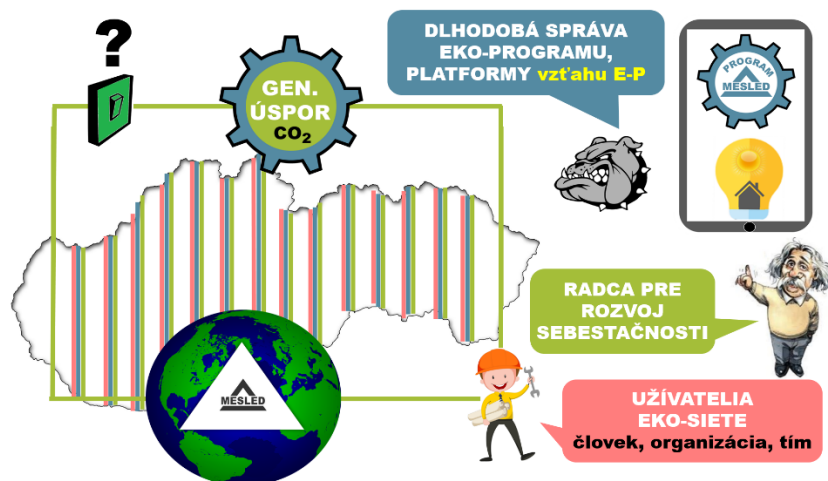 ?
GEN.
ÚSPOR
CO₂
DLHODOBÁ SPRÁVA
EKO-PROGRAMU,
PLATFORMY vzťahu E-P
PROGRAM
MESLED
RADCA PRE
ROZVOJ
SEBESTAČNOSTI
MESLED
UŽÍVATELIA
EKO-SIETE
človek, organizácia, tím